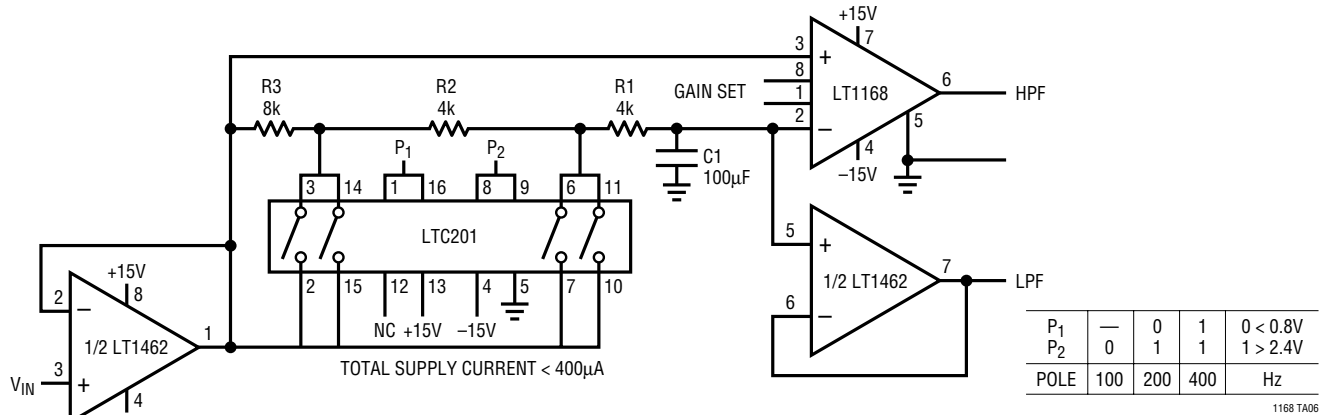 +15V
7
3
+
8
GAIN SET
1
2
−
LT1168
6
HPF
5
4
−15V
R3
8k
R2
4k
R1
4k
C1
100µF
P1
P2
3 14 1 16 8 9 6 11
LTC201
2 15 12 13 4 5 7 10
NC +15V −15V
+15V
8
2
−
1/2 LT1462
1
3
+
VIN
4
TOTAL SUPPLY CURRENT < 400µA
5
+
1/2 LT1462
7
LPF
6
−
P1 — 0 1 0 < 0.8V
P2 0 1 1 1 > 2.4V
POLE 100 200 400 Hz
1168 TA06